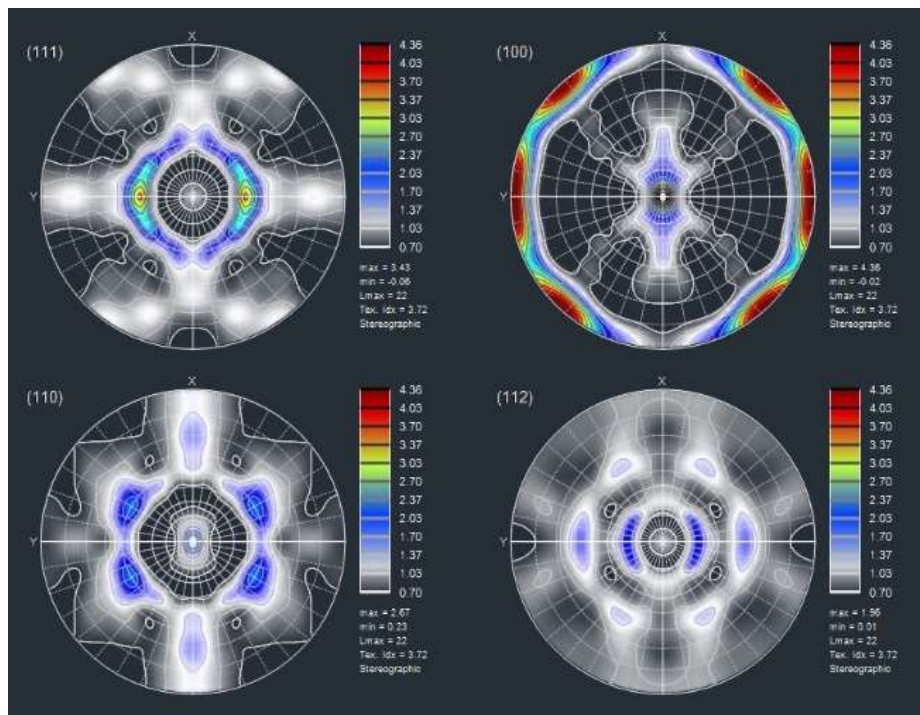 X
(111)
Y
4.36
4.03
3.70
3.37
3.03
2.70
2.37
2.03
1.70
1.37
1.03
0.70
max = 3.43
min = -0.06
Lmax = 22
Tex. Idx = 3.72
Stereographic
X
(100)
Y
4.36
4.03
3.70
3.37
3.03
2.70
2.37
2.03
1.70
1.37
1.03
0.70
max = 4.36
min = -0.02
Lmax = 22
Tex. Idx = 3.72
Stereographic
X
(110)
Y
4.36
4.03
3.70
3.37
3.03
2.70
2.37
2.03
1.70
1.37
1.03
0.70
max = 2.67
min = 0.23
Lmax = 22
Tex. Idx = 3.72
Stereographic
X
(112)
Y
4.36
4.03
3.70
3.37
3.03
2.70
2.37
2.03
1.70
1.37
1.03
0.70
max = 1.96
min = 0.01
Lmax = 22
Tex. Idx = 3.72
Stereographic